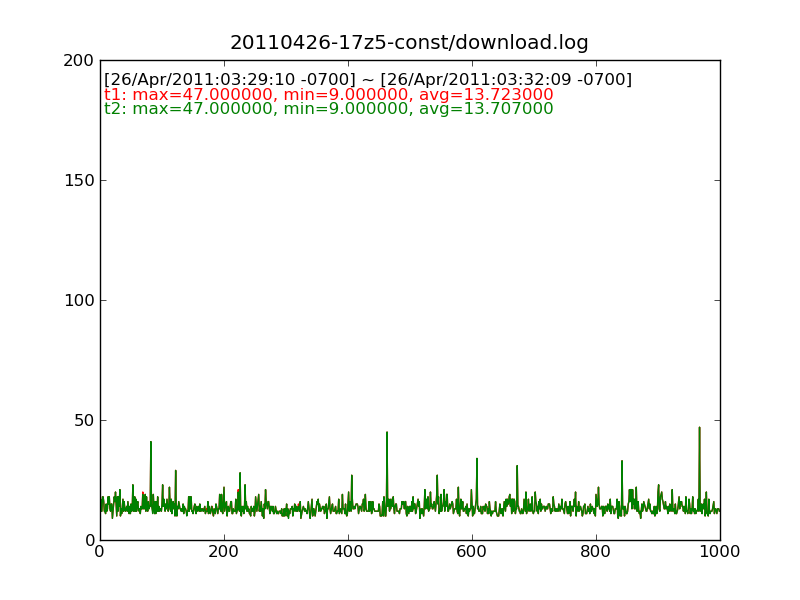 20110426-17z5-const/download.log
200
[26/Apr/2011:03:29:10 -0700] ~ [26/Apr/2011:03:32:09 -0700]
t1: max=47.000000, min=9.000000, avg=13.723000
t2: max=47.000000, min=9.000000, avg=13.707000
150
100
50
0
0 200 400 600 800 1000